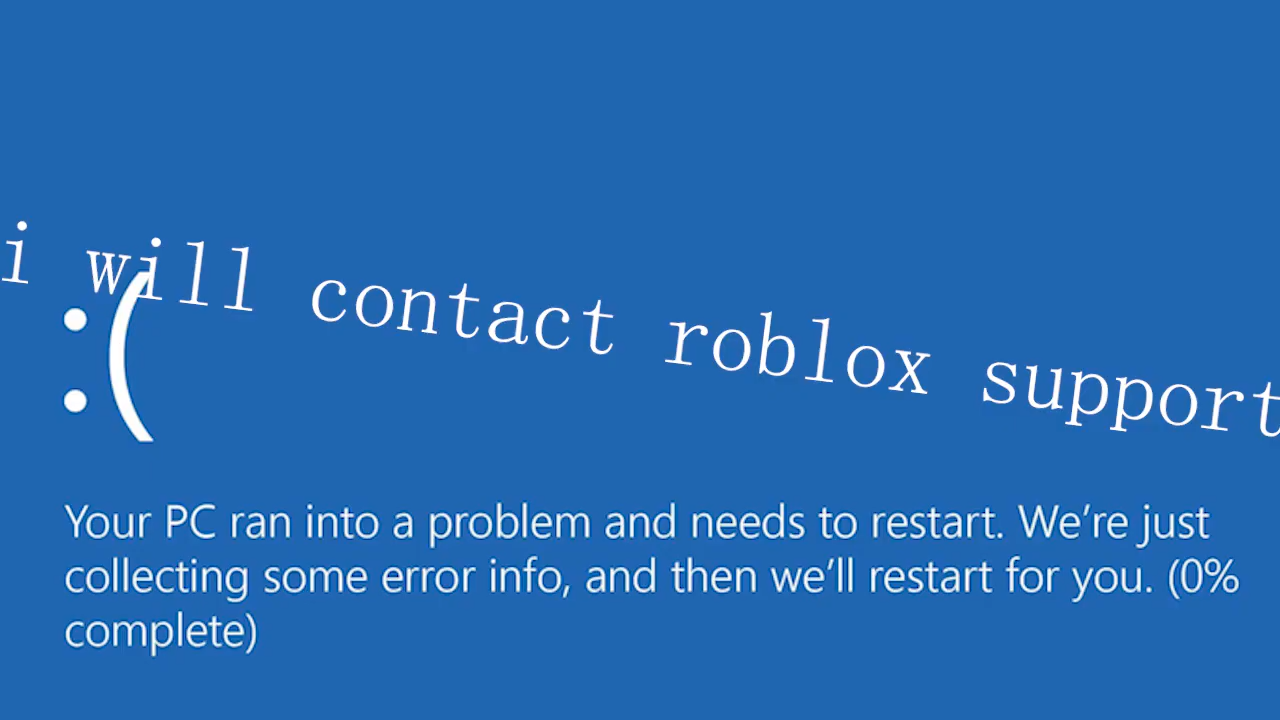 i will contact roblox support
:(
Your PC ran into a problem and needs to restart. We’re just
collecting some error info, and then we’ll restart for you. (0%
complete)